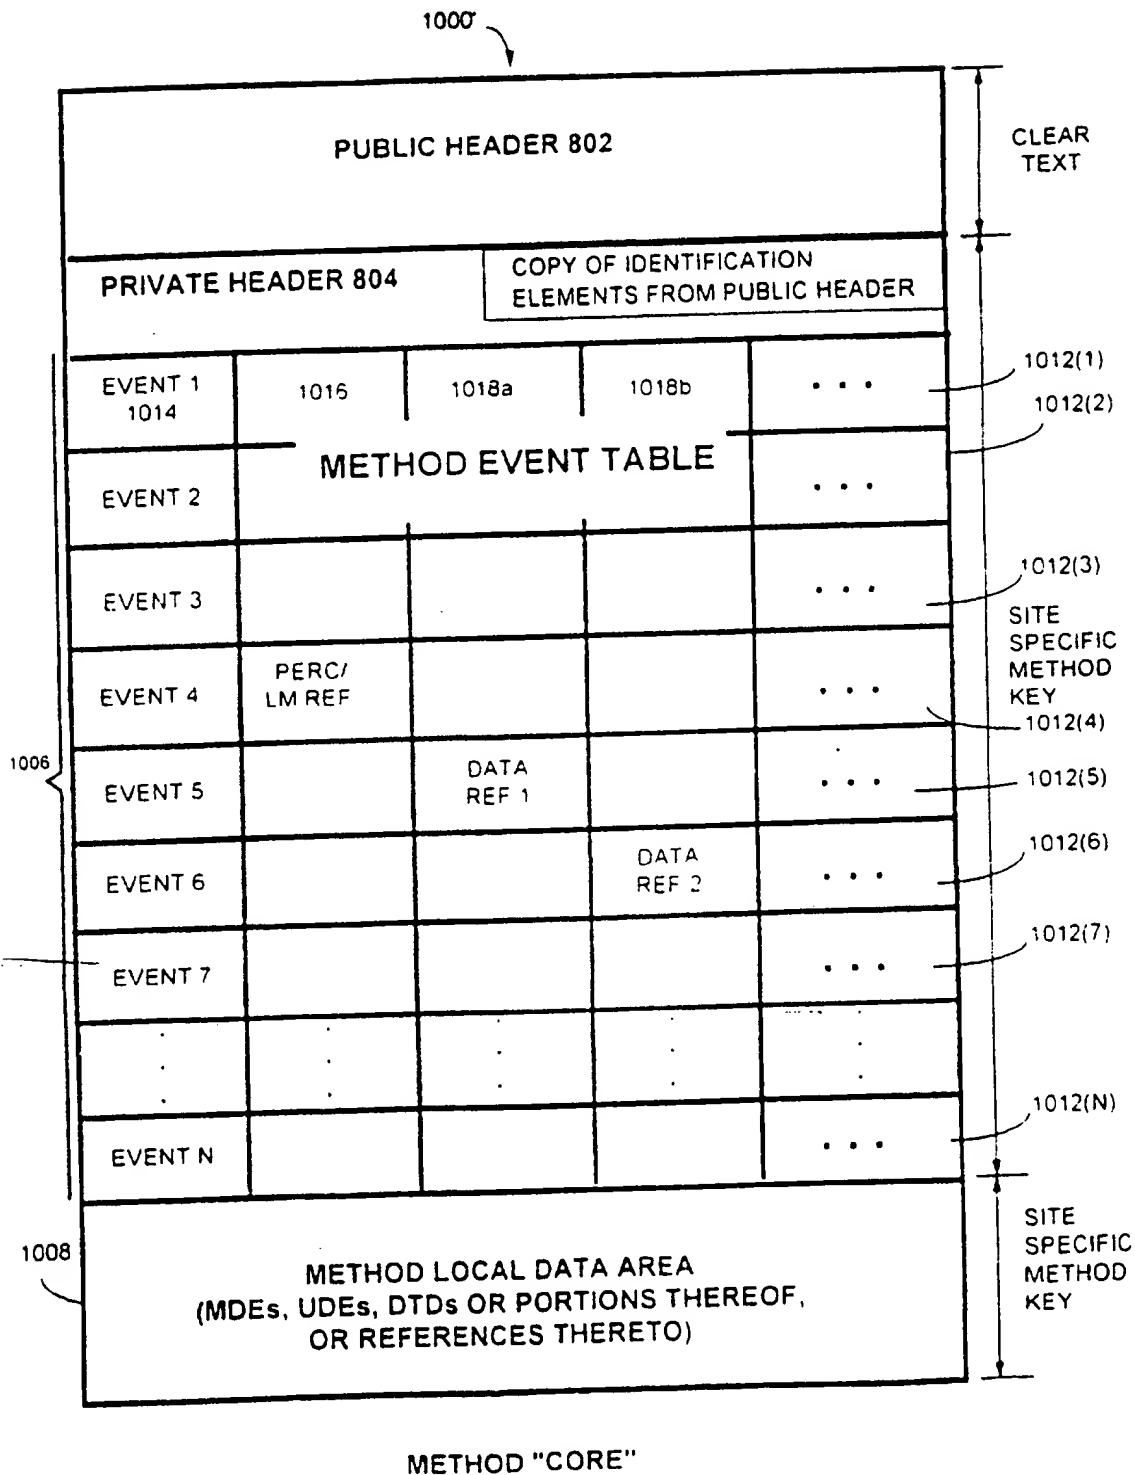 1000
PUBLIC HEADER 802
CLEAR
TEXT
PRIVATE HEADER 804
COPY OF IDENTIFICATION
ELEMENTS FROM PUBLIC HEADER
EVENT 1
1014
1016
1018a
1018b
• • •
1012(1)
1012(2)
METHOD EVENT TABLE
EVENT 2
• • •
EVENT 3
• • •
1012(3)
SITE
SPECIFIC
METHOD
KEY
EVENT 4
PERC/
LM REF
• • •
1012(4)
1006
EVENT 5
DATA
REF 1
• • •
1012(5)
EVENT 6
DATA
REF 2
• • •
1012(6)
EVENT 7
• • •
1012(7)
EVENT N
• • •
1012(N)
1008
METHOD LOCAL DATA AREA
(MDEs, UDEs, DTDs OR PORTIONS THEREOF,
OR REFERENCES THERETO)
SITE
SPECIFIC
METHOD
KEY
METHOD "CORE"